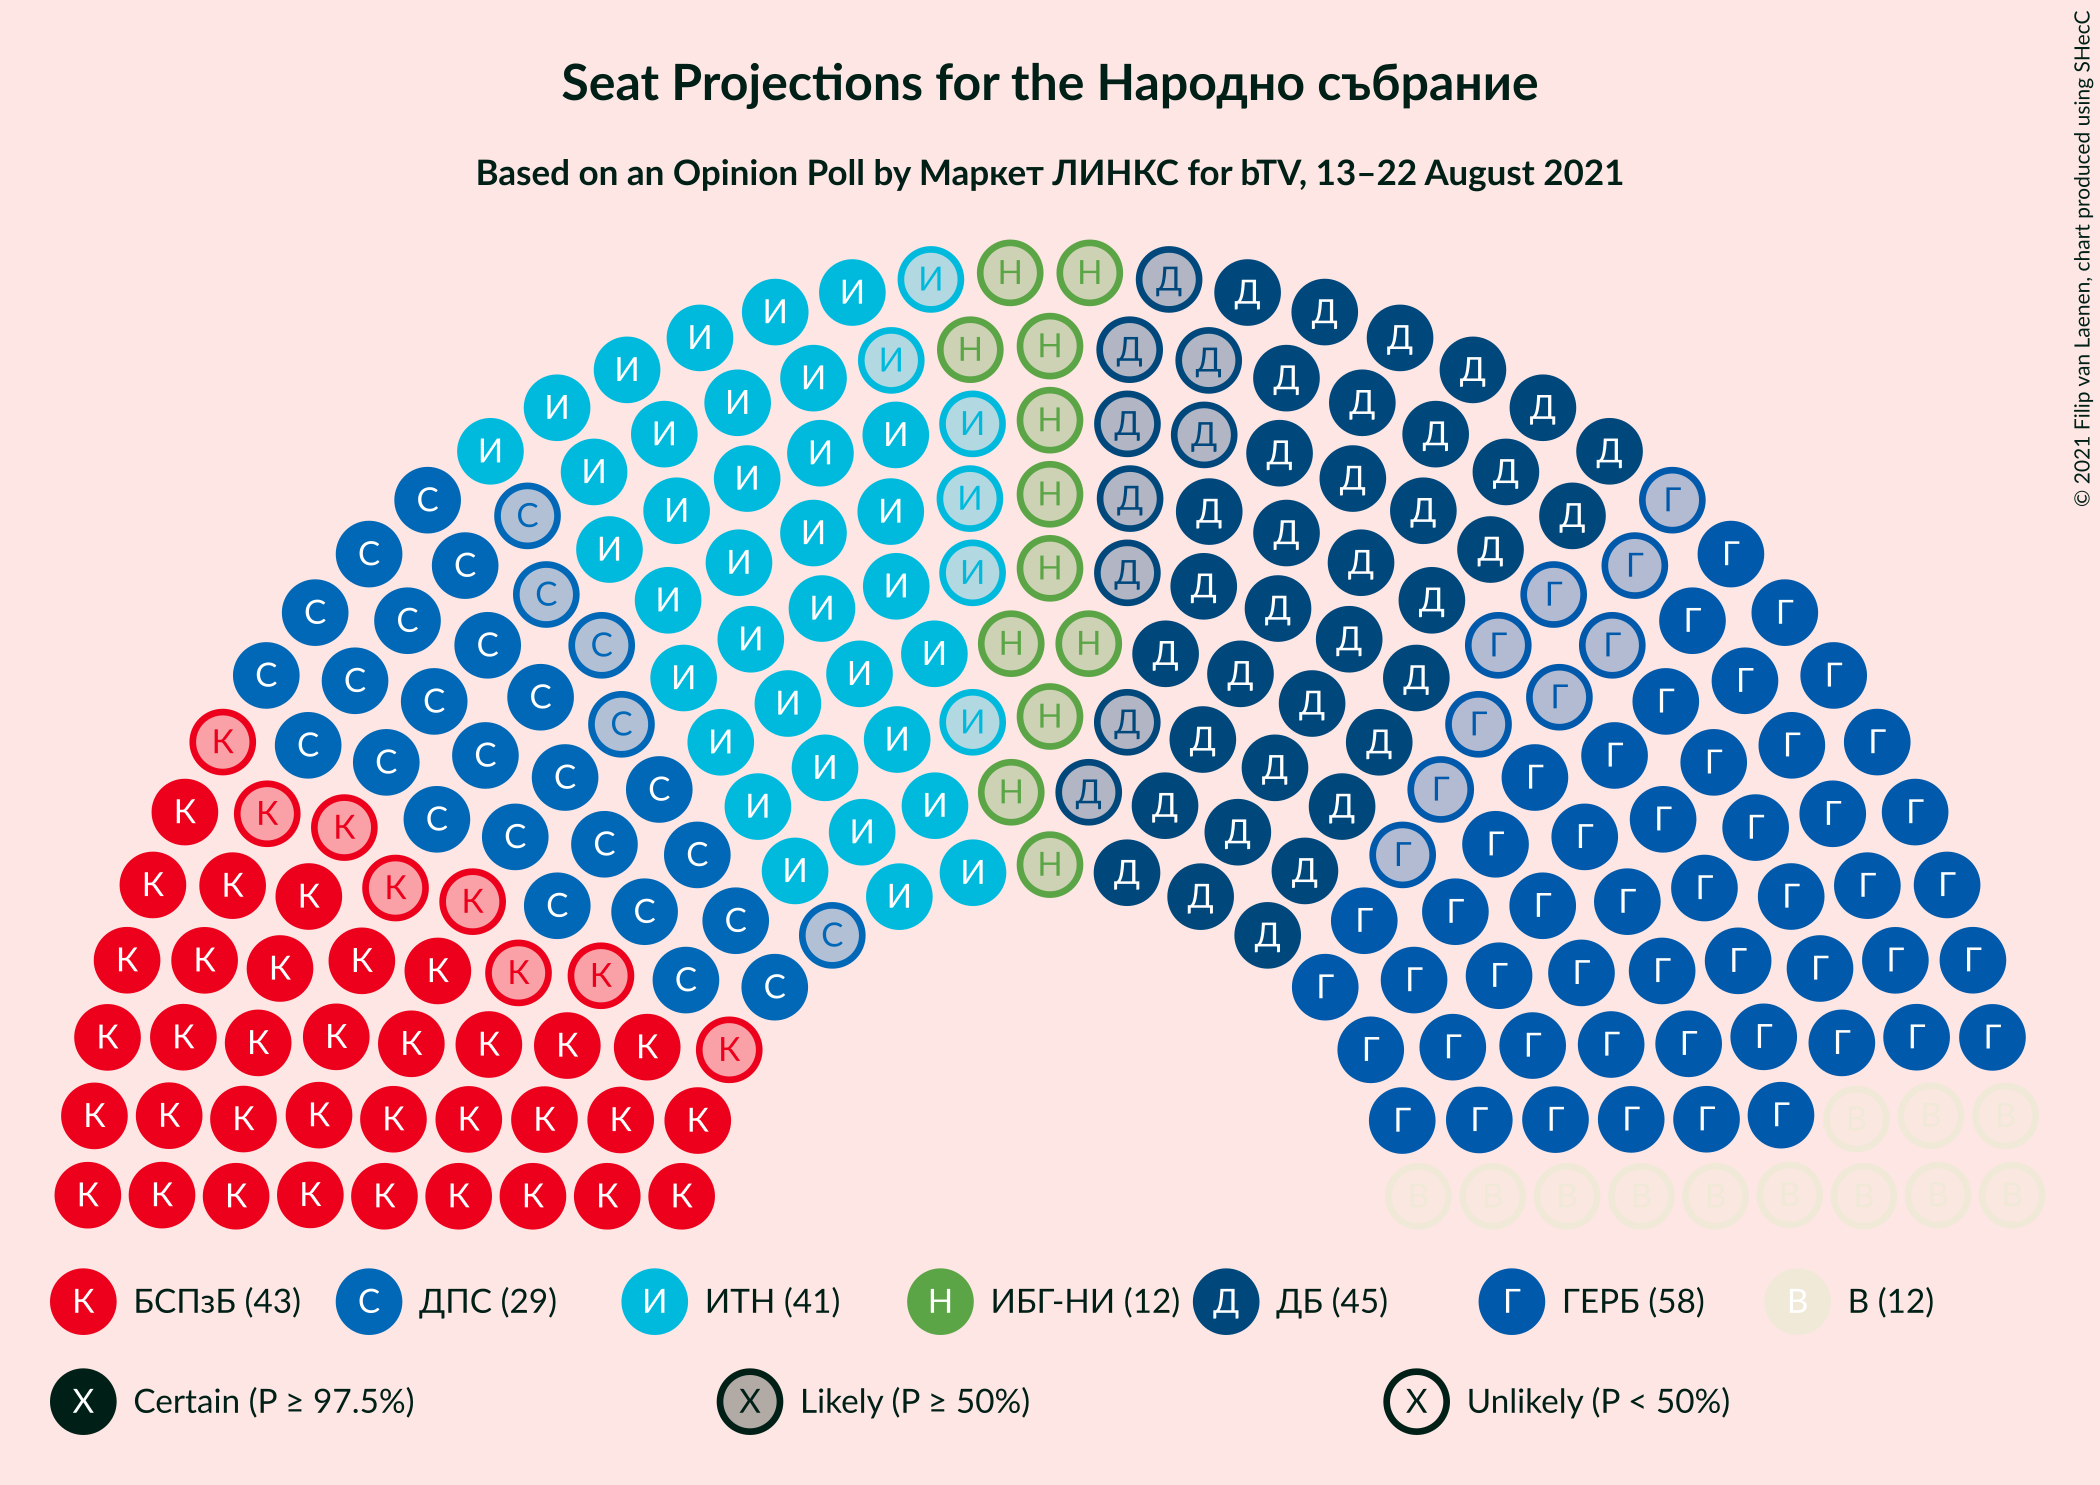 Seat Projections for the Народно събрание
Based on an Opinion Poll by Маркет ЛИНКС for bTV, 13–22 August 2021
© 2021 Filip van Laenen, chart produced using SHecC
К БСПзБ (43) С ДПС (29) И ИТН (41) Н ИБГ-НИ (12) Д ДБ (45) Г ГЕРБ (58) В В (12)
X Certain (P ≥ 97.5%) X Likely (P ≥ 50%) X Unlikely (P < 50%)